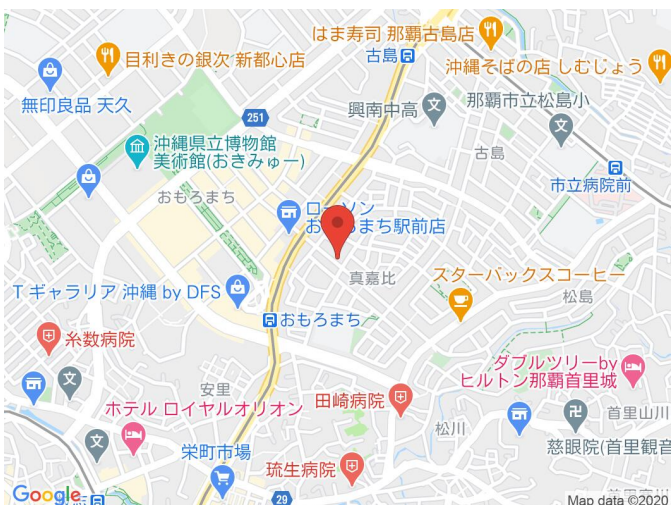 はま寿司 那覇古島店
目利きの銀次 新都心店
古島
沖縄そばの店 しむじょう
無印良品 天久
興南中高
那覇市立松島小
251
沖縄県立博物館
美術館(おきみゅー)
古島
市立病院前
おもろまち
ローソン
おもろまち駅前店
真嘉比
スターバックスコーヒー
松島
T ギャラリア 沖縄 by DFS
おもろまち
糸数病院
ダブルツリーby
ヒルトン那覇首里城
安里
田崎病院
ホテル ロイヤルオリオン
首里山川
松川
栄町市場
慈眼院(首里観音
琉生病院
29
Google
Map data ©2020